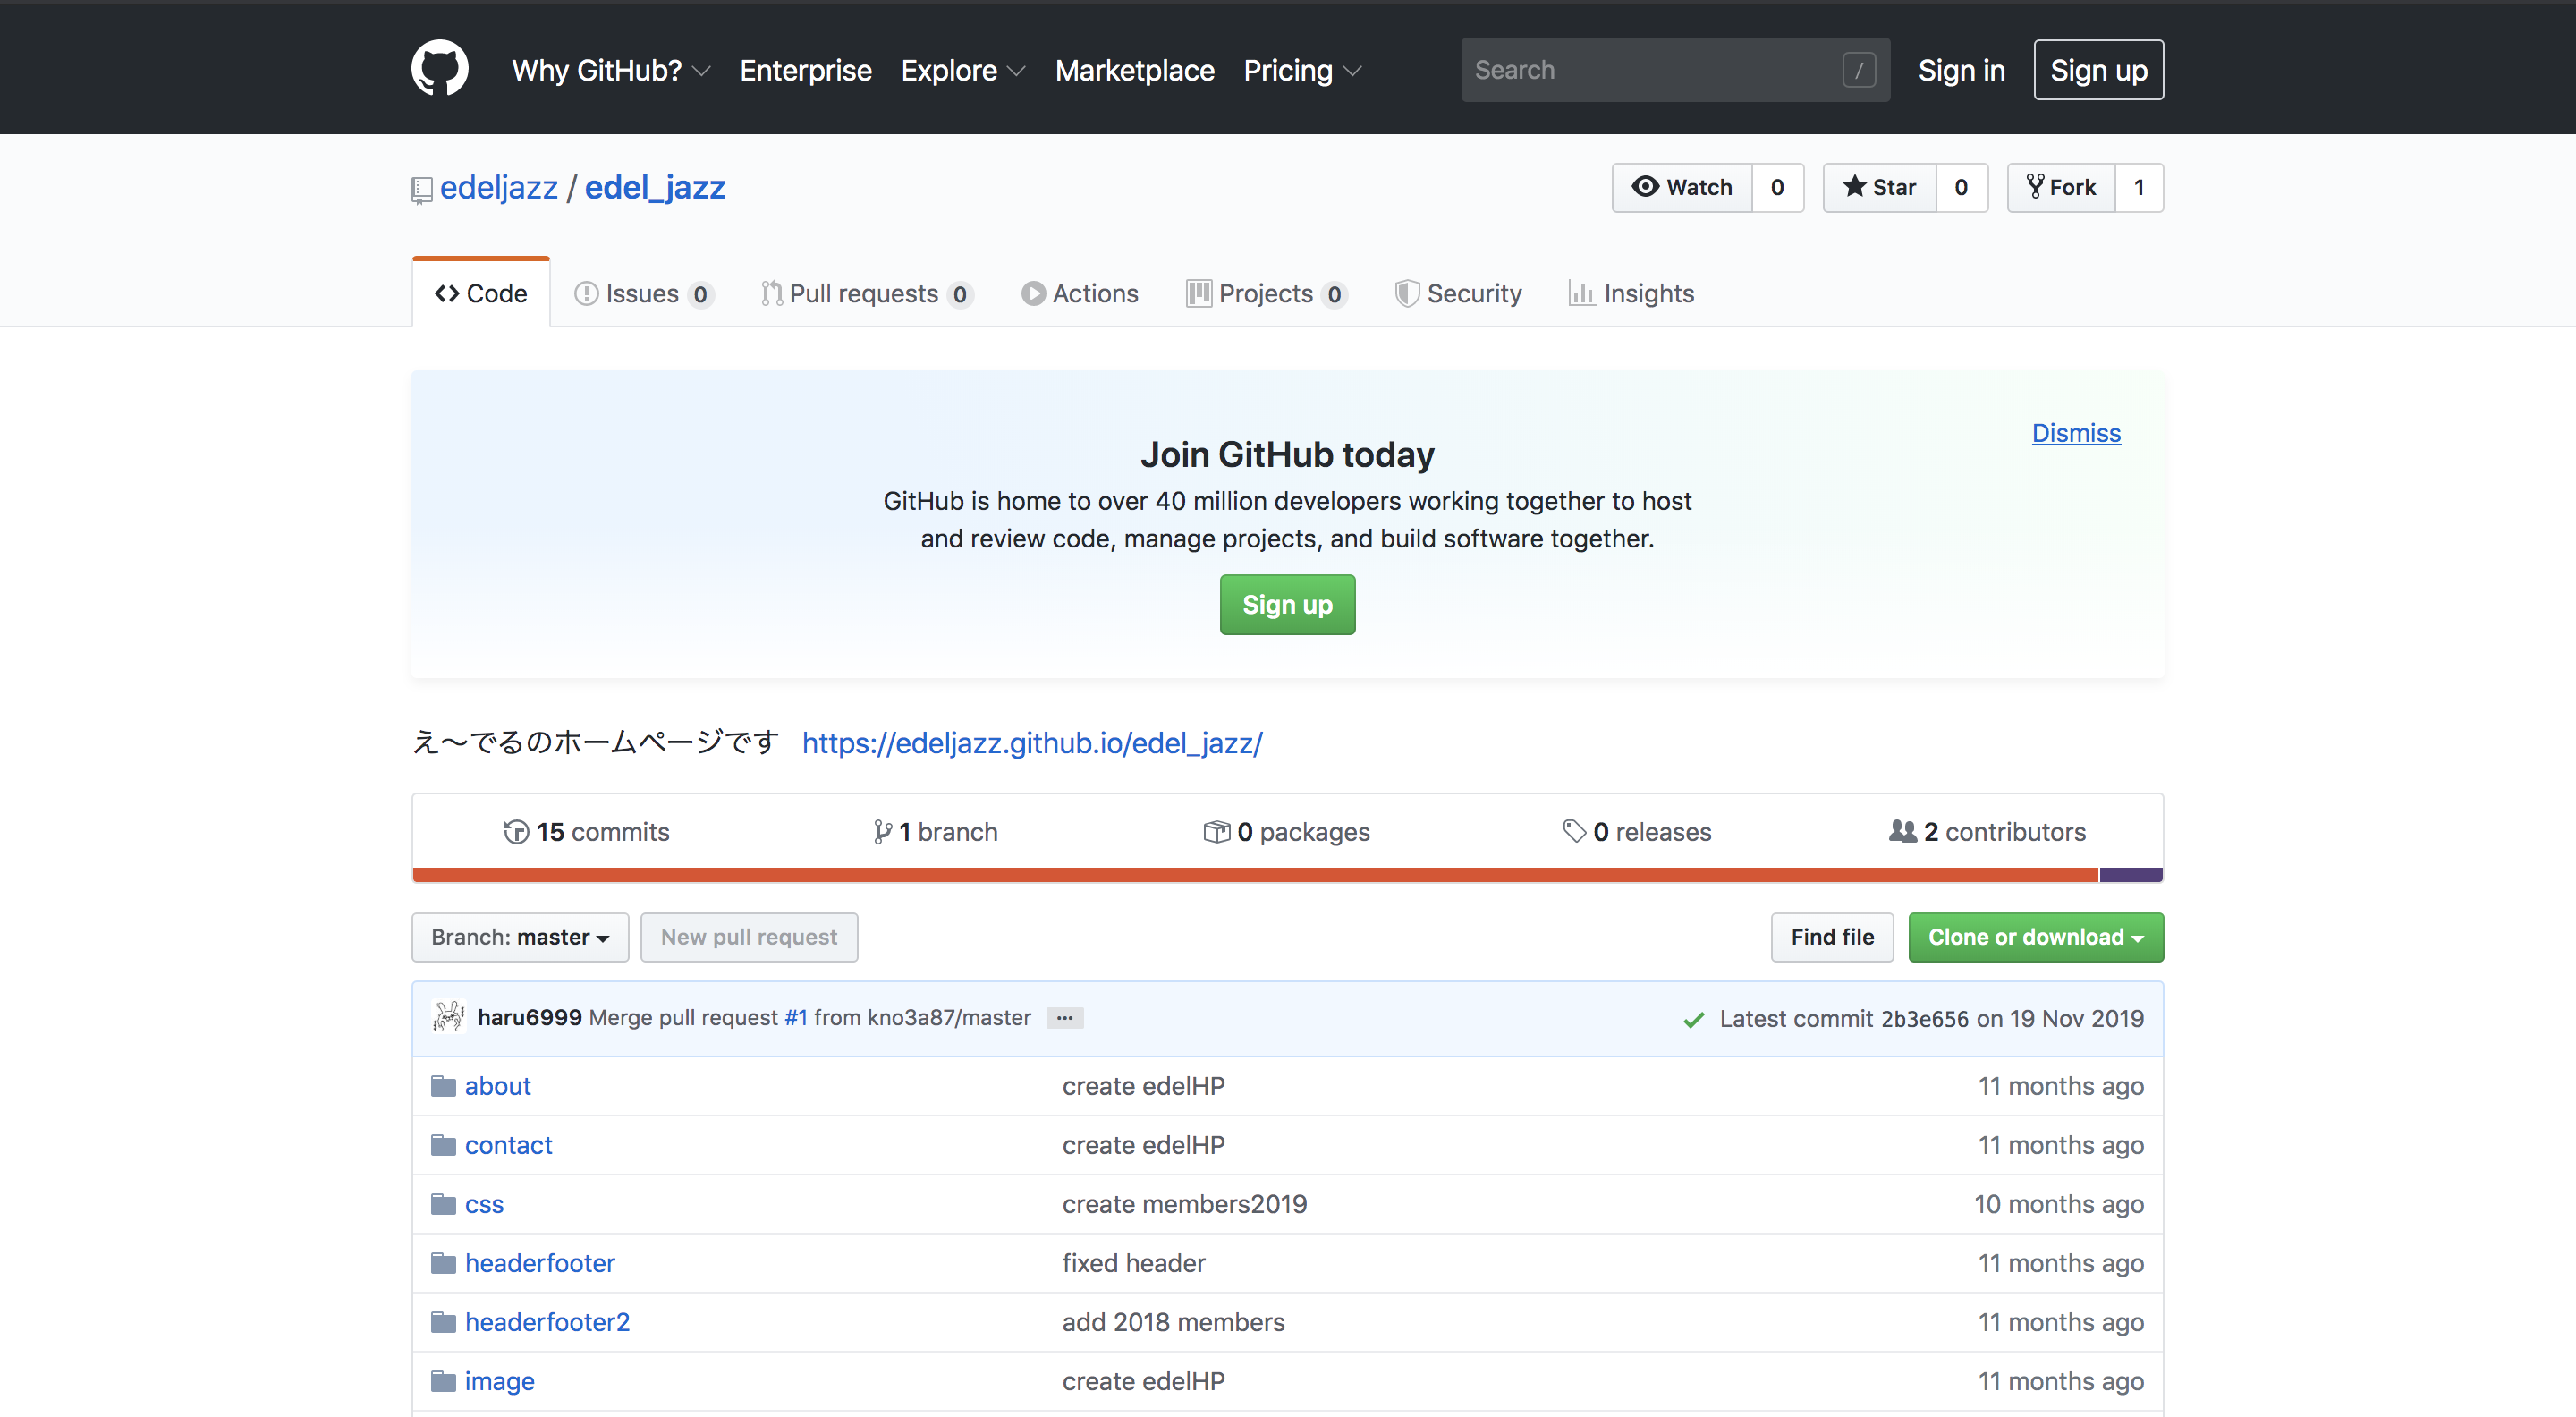 Why GitHub? Enterprise Explore Marketplace Pricing Search / Sign in Sign up
edeljazz / edel_jazz Watch 0 Star 0 Fork 1
Code Issues 0 Pull requests 0 Actions Projects 0 Security Insights
Dismiss
Join GitHub today
GitHub is home to over 40 million developers working together to host
and review code, manage projects, and build software together.
Sign up
え〜でるのホームページです https://edeljazz.github.io/edel_jazz/
15 commits 1 branch 0 packages 0 releases 2 contributors
Branch: master New pull request Find file Clone or download
haru6999 Merge pull request #1 from kno3a87/master ... Latest commit 2b3e656 on 19 Nov 2019
about create edelHP 11 months ago
contact create edelHP 11 months ago
css create members2019 10 months ago
headerfooter fixed header 11 months ago
headerfooter2 add 2018 members 11 months ago
image create edelHP 11 months ago